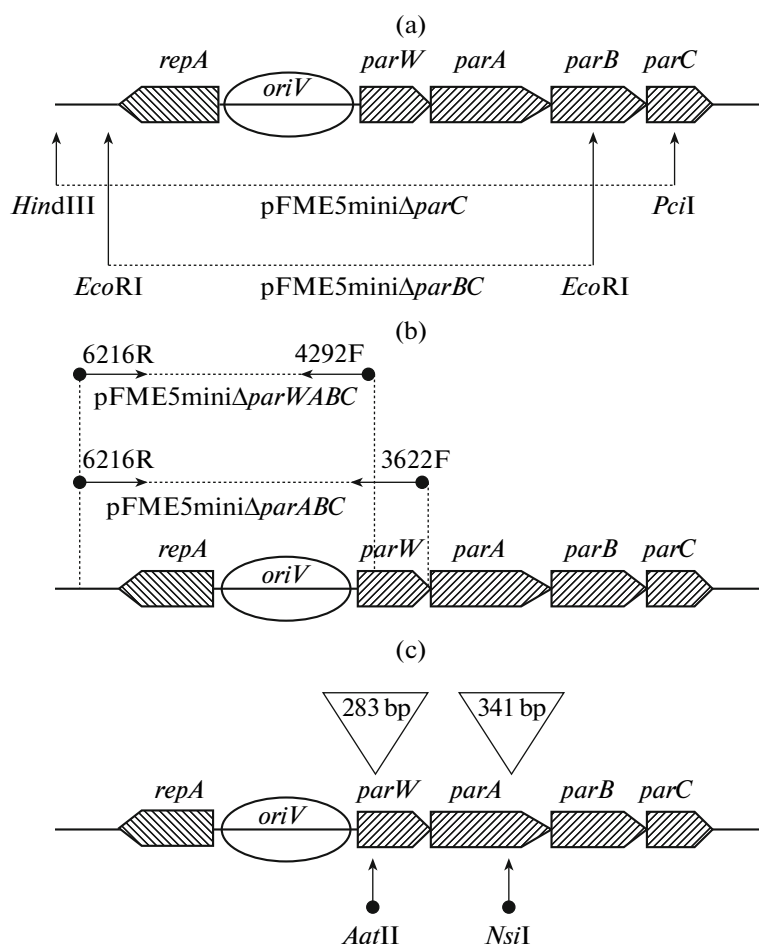 (a)
repA oriV parW parA parB parC
HindIII pFME5miniΔparC PciI
EcoRI pFME5miniΔparBC EcoRI
(b)
6216R 4292F
pFME5miniΔparWABC
6216R 3622F
pFME5miniΔparABC
repA oriV parW parA parB parC
(c)
283 bp 341 bp
repA oriV parW parA parB parC
AatII NsiI